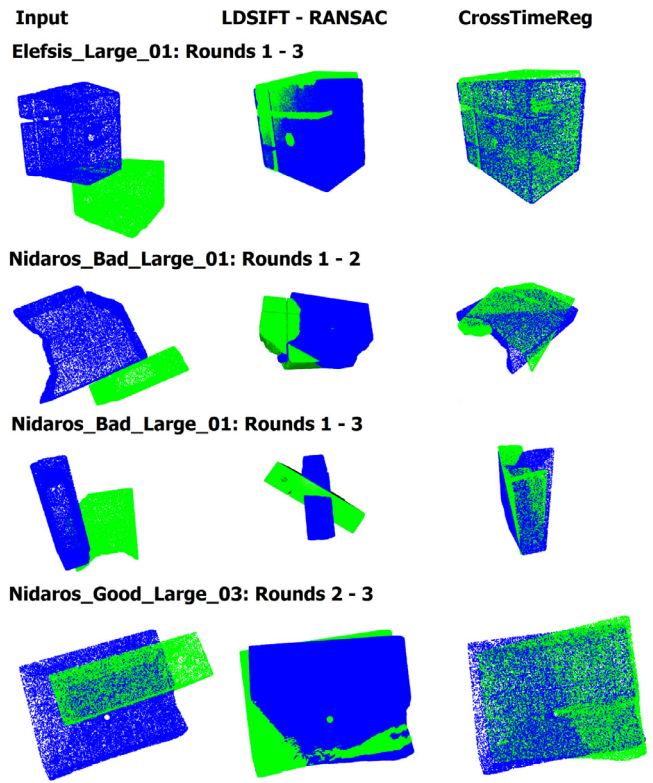 Input LDSIFT - RANSAC CrossTimeReg
Elefsis_Large_01: Rounds 1 - 3
Nidaros_Bad_Large_01: Rounds 1 - 2
Nidaros_Bad_Large_01: Rounds 1 - 3
Nidaros_Good_Large_03: Rounds 2 - 3